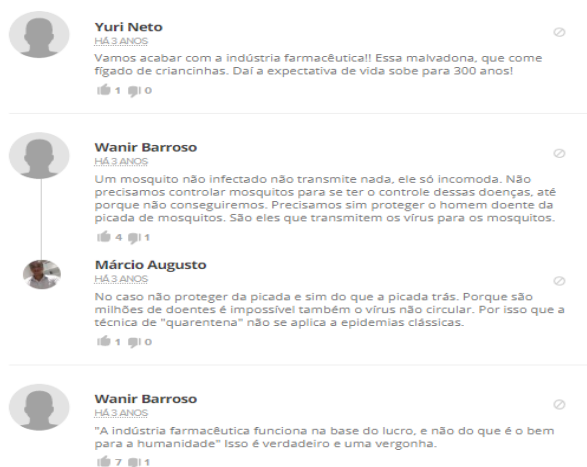 Yuri Neto
HÁ 3 ANOS
Vamos acabar com a indústria farmacêutica!! Essa malvadona, que come
fígado de criancinhas. Daí a expectativa de vida sobe para 300 anos!
1 0
Wanir Barroso
HÁ 3 ANOS
Um mosquito não infectado não transmite nada, ele só incomoda. Não
precisamos controlar mosquitos para se ter o controle dessas doenças, até
porque não conseguiremos. Precisamos sim proteger o homem doente da
picada de mosquitos. São eles que transmitem os vírus para os mosquitos.
4 1
Márcio Augusto
HÁ 3 ANOS
No caso não proteger da picada e sim do que a picada trás. Porque são
milhões de doentes é impossível também o vírus não circular. Por isso que a
técnica de "quarentena" não se aplica a epidemias clássicas.
1 0
Wanir Barroso
HÁ 3 ANOS
"A indústria farmacêutica funciona na base do lucro, e não do que é o bem
para a humanidade" Isso é verdadeiro e uma vergonha.
7 1